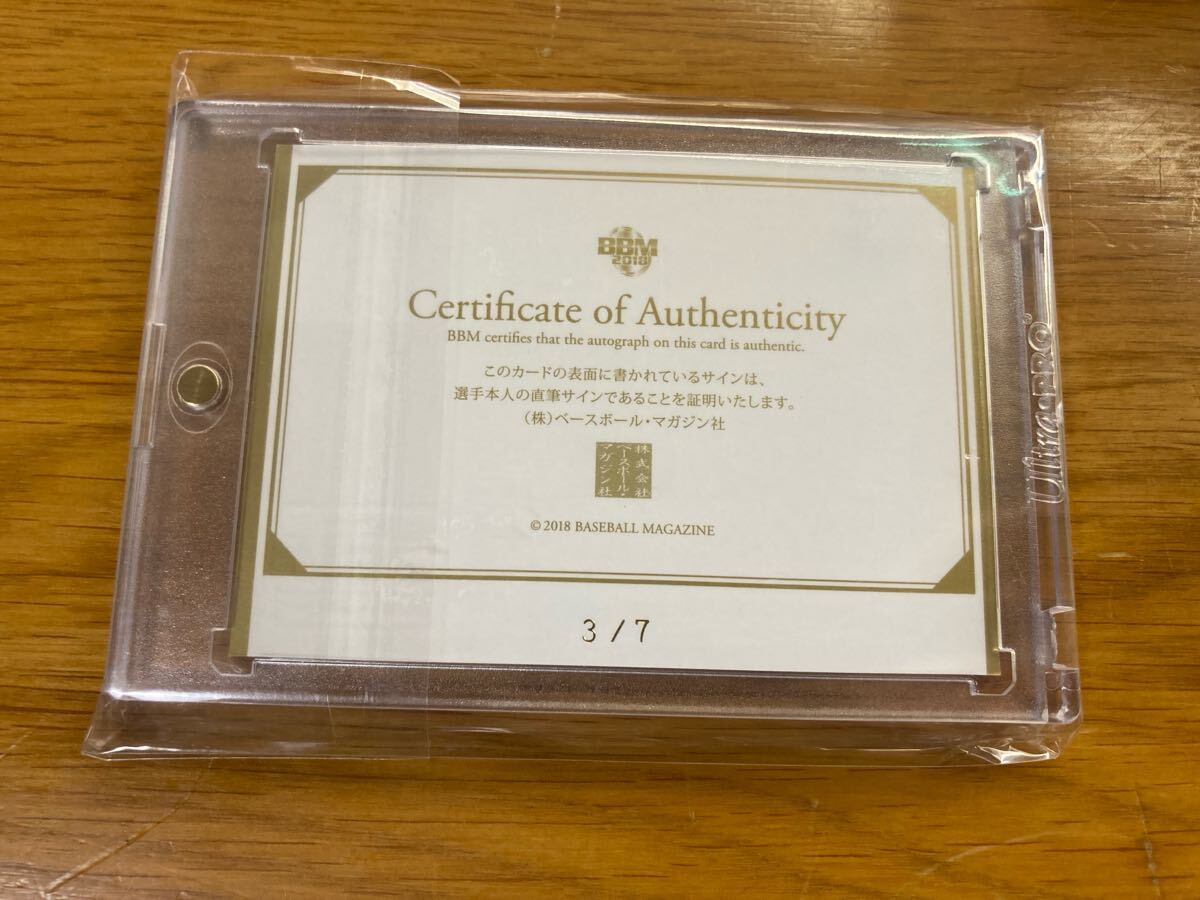 BBM
2018
Certificate of Authenticity
BBM certifies that the autograph on this card is authentic.
このカードの表面に書かれているサインは、
選手本人の直筆サインであることを証明いたします。
(株)ベースボール・マガジン社
株式会社
ベースボール・
マガジン社
© 2018 BASEBALL MAGAZINE
3 / 7
Ultra•PRO®